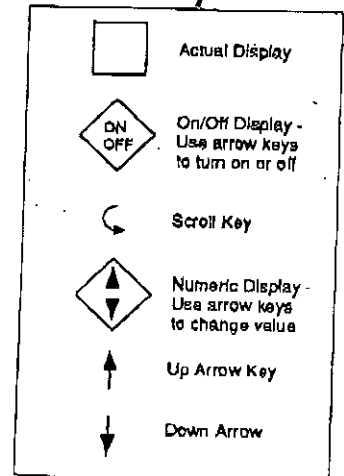 Actual Display
ON
OFF
On/Off Display -
Use arrow keys
to turn on or off
Scroll Key
Numeric Display -
Use arrow keys
to change value
Up Arrow Key
Down Arrow